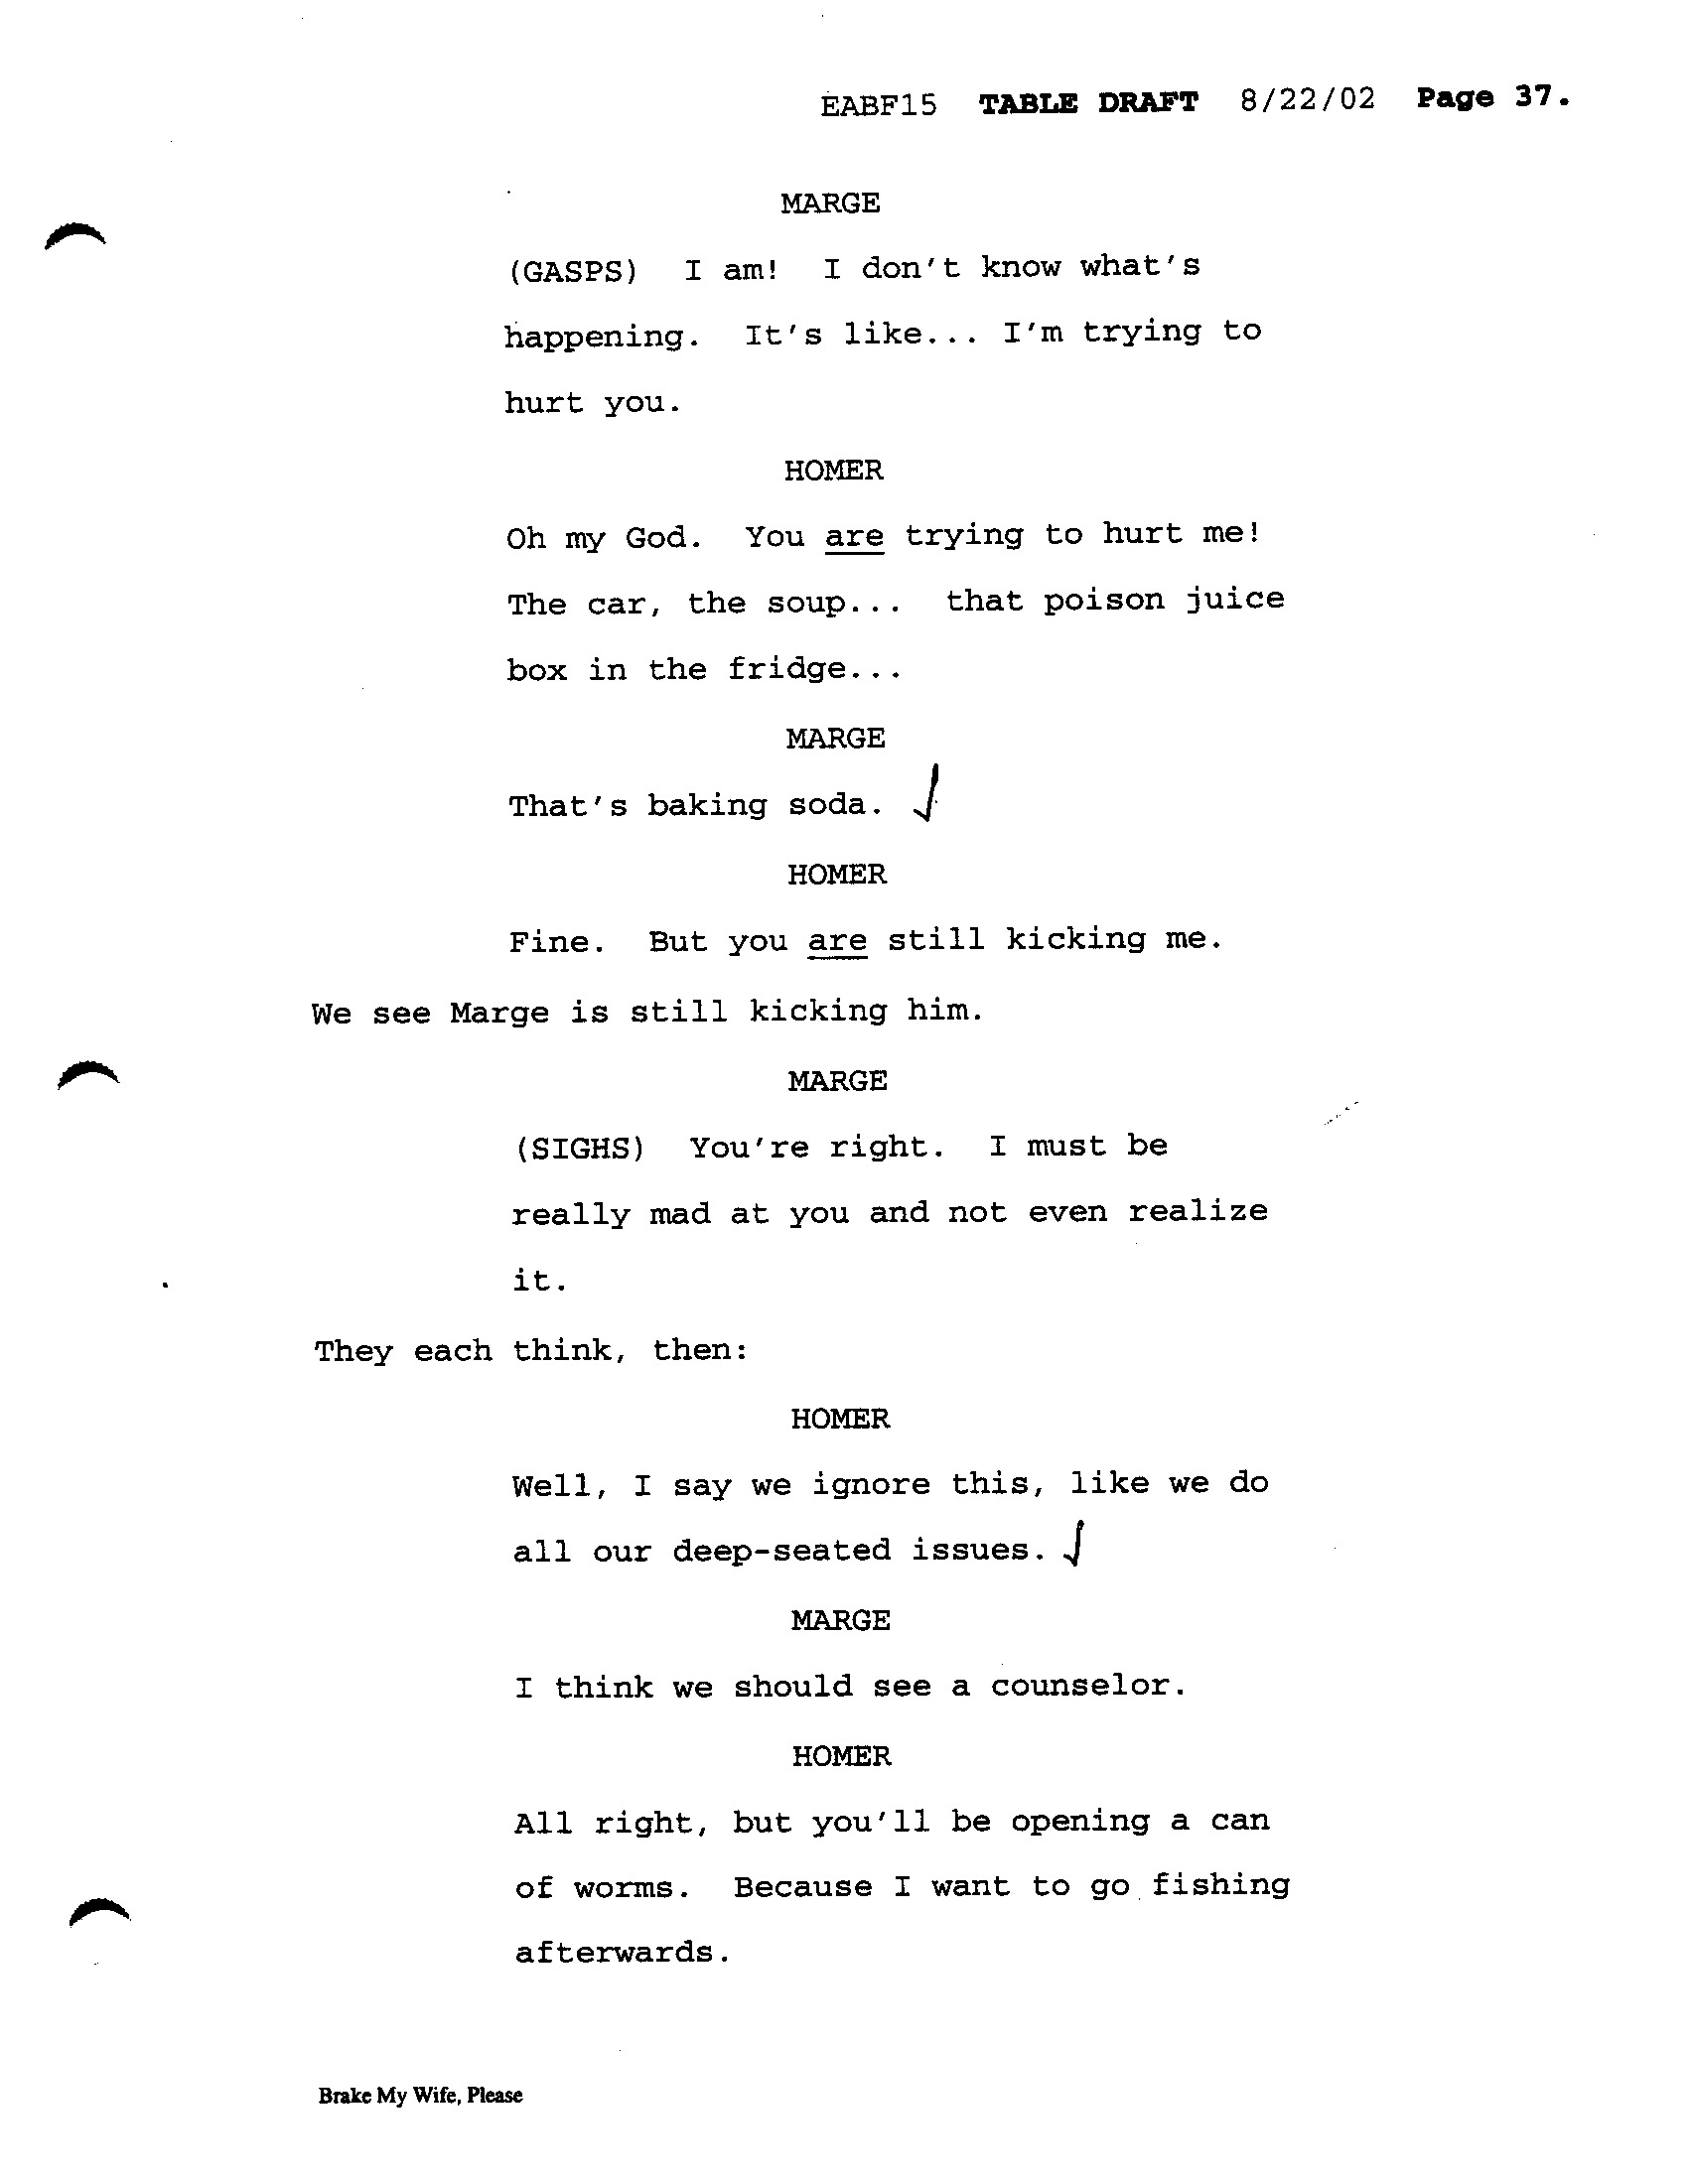 EABF15 TABLE DRAFT 8/22/02 Page 37.
MARGE
(GASPS) I am! I don't know what's
happening. It's like... I'm trying to
hurt you.
HOMER
Oh my God. You are trying to hurt me!
The car, the soup... that poison juice
box in the fridge...
MARGE
That's baking soda. ✓
HOMER
Fine. But you are still kicking me.
We see Marge is still kicking him.
MARGE
(SIGHS) You're right. I must be
really mad at you and not even realize
it.
They each think, then:
HOMER
Well, I say we ignore this, like we do
all our deep-seated issues. ✓
MARGE
I think we should see a counselor.
HOMER
All right, but you'll be opening a can
of worms. Because I want to go fishing
afterwards.
Brake My Wife, Please